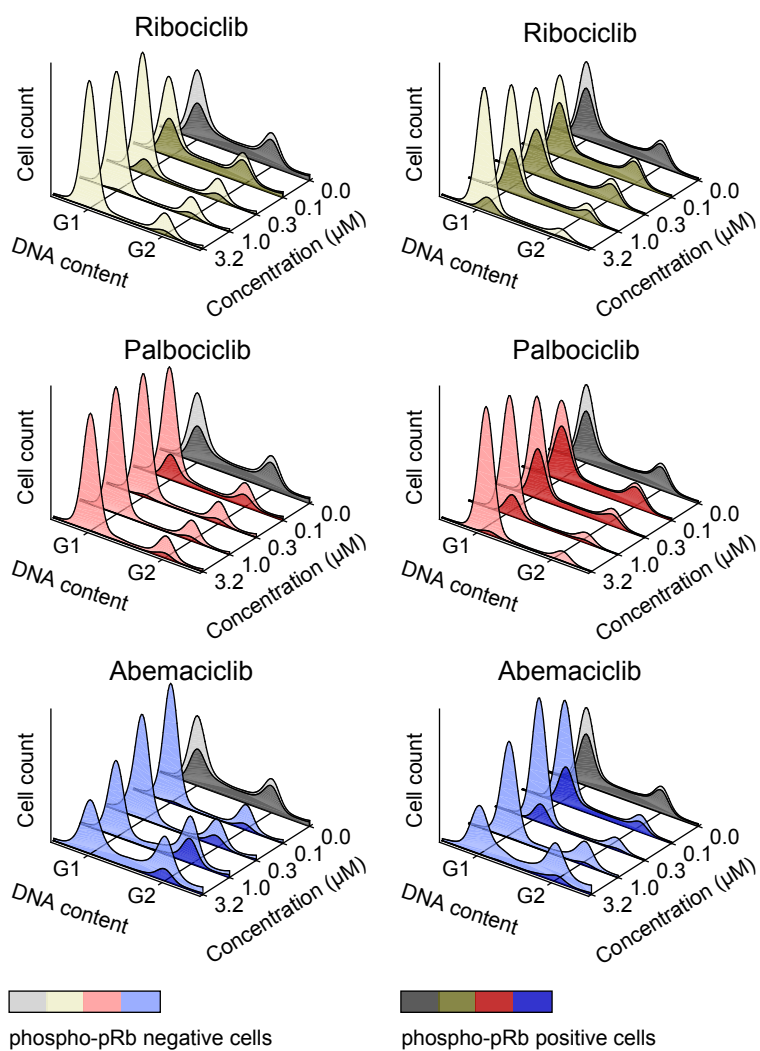 Ribociclib
Cell count
G1
G2
DNA content
0.0
0.1
0.3
1.0
3.2
Concentration (µM)
Ribociclib
Cell count
G1
G2
DNA content
0.0
0.1
0.3
1.0
3.2
Concentration (µM)
Palbociclib
Cell count
G1
G2
DNA content
0.0
0.1
0.3
1.0
3.2
Concentration (µM)
Palbociclib
Cell count
G1
G2
DNA content
0.0
0.1
0.3
1.0
3.2
Concentration (µM)
Abemaciclib
Cell count
G1
G2
DNA content
0.0
0.1
0.3
1.0
3.2
Concentration (µM)
Abemaciclib
Cell count
G1
G2
DNA content
0.0
0.1
0.3
1.0
3.2
Concentration (µM)
phospho-pRb negative cells
phospho-pRb positive cells